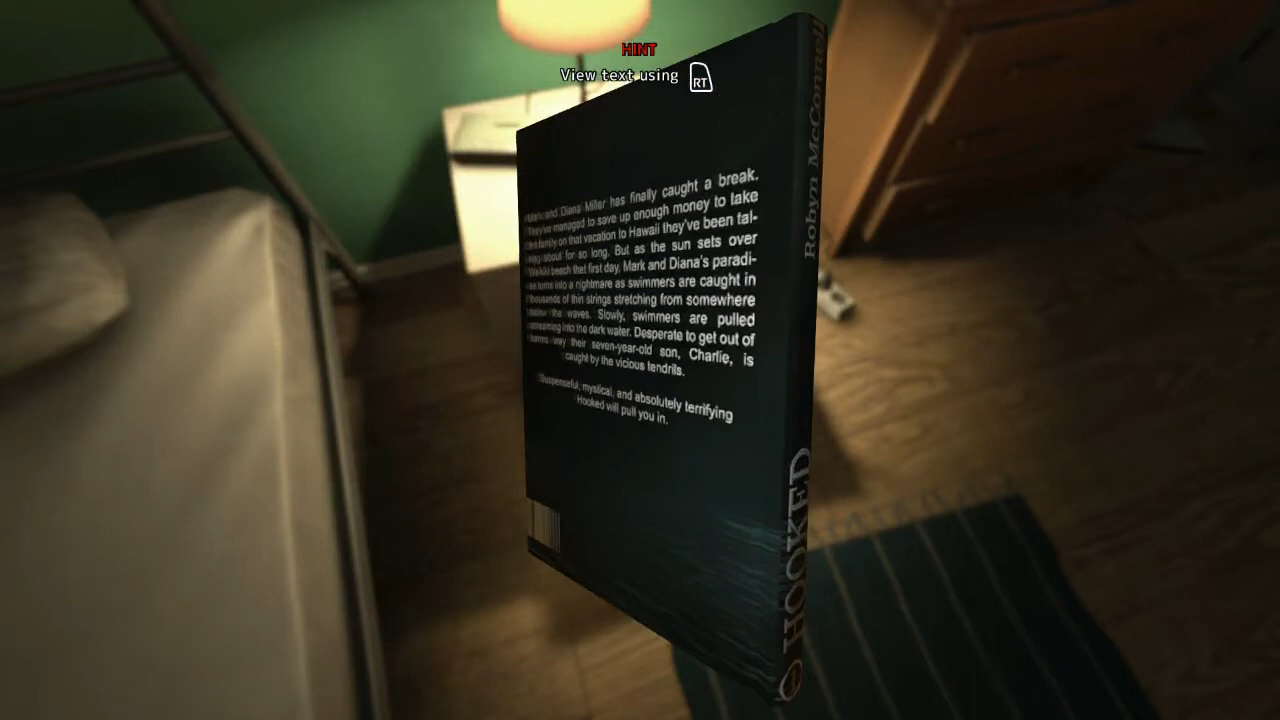 HINT
View text using RT
Mark and Diana Miller has finally caught a break.
They've managed to save up enough money to take
the family on that vacation to Hawaii they've been tal-
king about for so long. But as the sun sets over
Waikiki beach that first day, Mark and Diana's paradi-
se turns into a nightmare as swimmers are caught in
thousands of thin strings stretching from somewhere
below the waves. Slowly, swimmers are pulled
screaming into the dark water. Desperate to get out of
harms way their seven-year-old son, Charlie, is
caught by the vicious tendrils.
Suspenseful, mystical, and absolutely terrifying
Hooked will pull you in.
Robyn McConnell
HOOKED